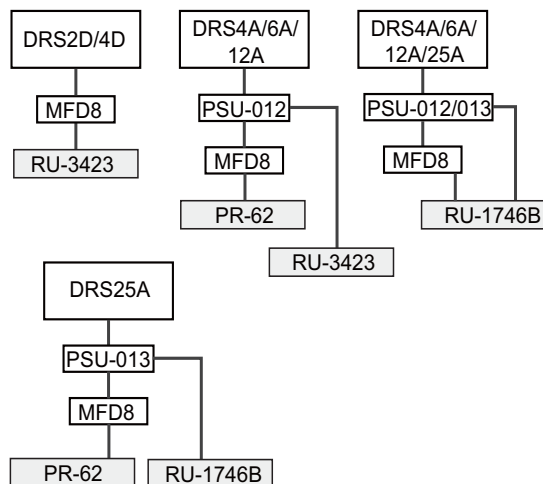 DRS2D/4D
MFD8
RU-3423
DRS4A/6A/
12A
PSU-012
MFD8
PR-62
RU-3423
DRS4A/6A/
12A/25A
PSU-012/013
MFD8
RU-1746B
DRS25A
PSU-013
MFD8
PR-62
RU-1746B